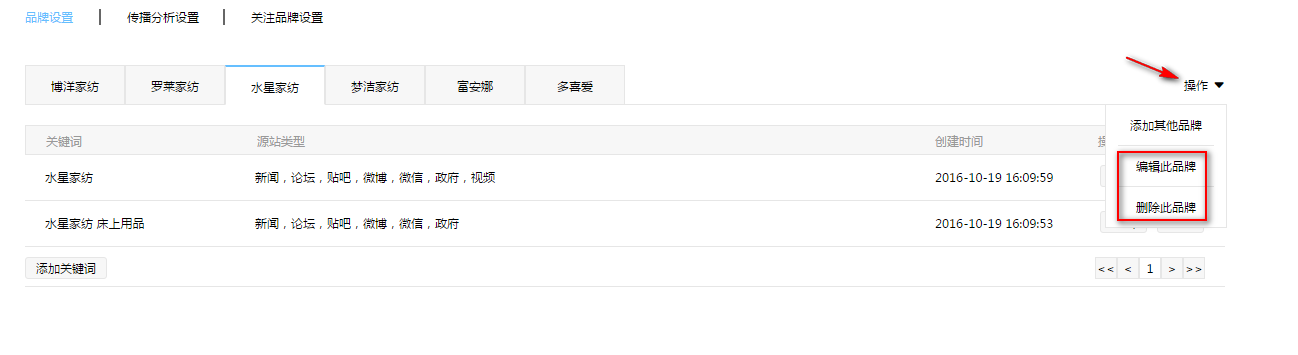 品牌设置 | 传播分析设置 | 关注品牌设置
博洋家纺 罗莱家纺 水星家纺 梦洁家纺 富安娜 多喜爱 操作
添加其他品牌
关键词 源站类型 创建时间
编辑此品牌
水星家纺 新闻，论坛，贴吧，微博，微信，政府，视频 2016-10-19 16:09:59
删除此品牌
水星家纺 床上用品 新闻，论坛，贴吧，微博，微信，政府 2016-10-19 16:09:53
添加关键词 << < 1 > >>